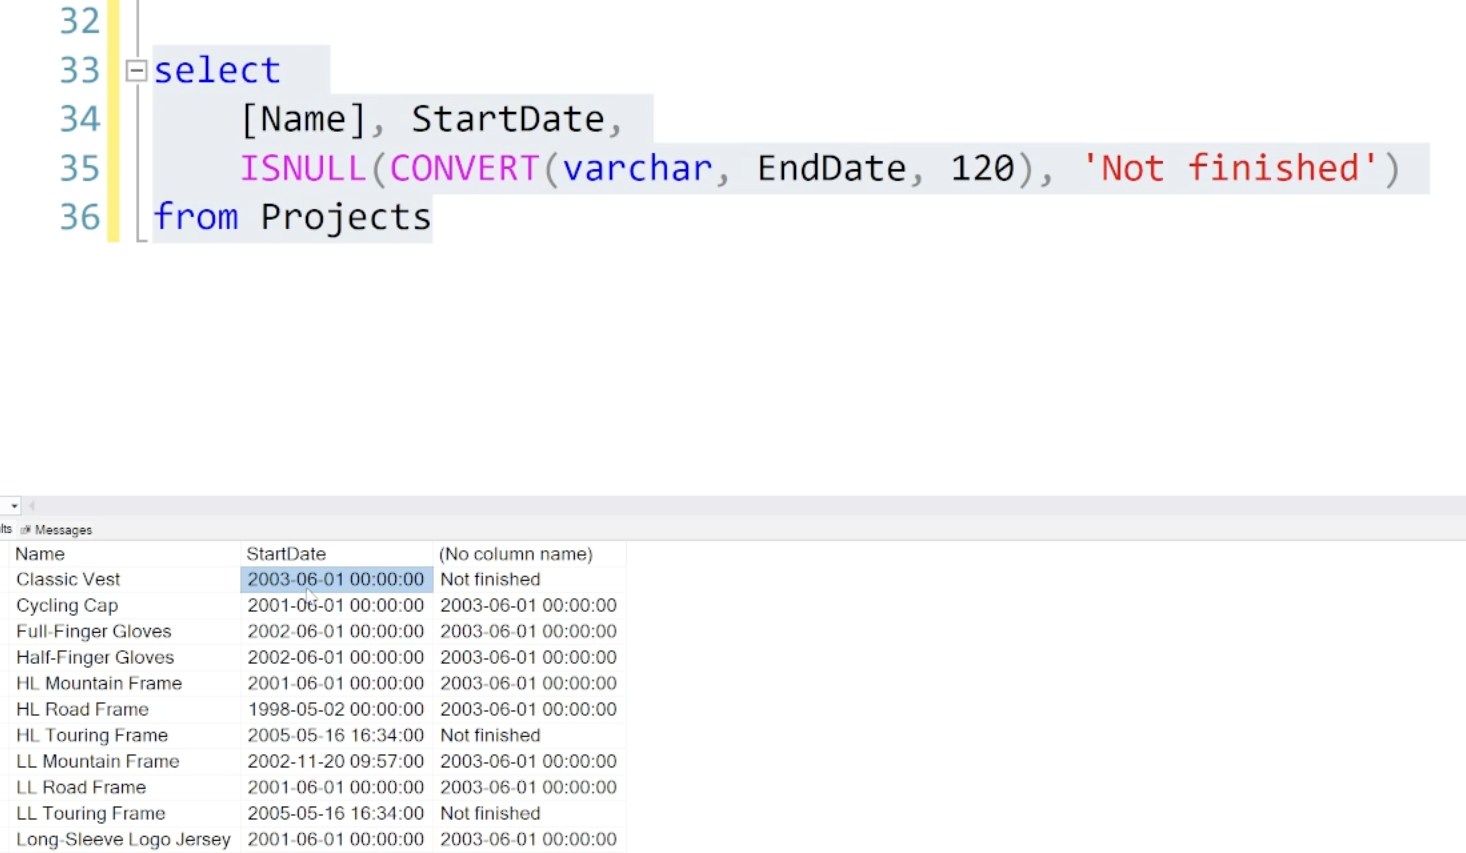 32
33 select
34 [Name], StartDate,
35 ISNULL(CONVERT(varchar, EndDate, 120), 'Not finished')
36 from Projects
lts Messages
Name StartDate (No column name)
Classic Vest 2003-06-01 00:00:00 Not finished
Cycling Cap 2001-06-01 00:00:00 2003-06-01 00:00:00
Full-Finger Gloves 2002-06-01 00:00:00 2003-06-01 00:00:00
Half-Finger Gloves 2002-06-01 00:00:00 2003-06-01 00:00:00
HL Mountain Frame 2001-06-01 00:00:00 2003-06-01 00:00:00
HL Road Frame 1998-05-02 00:00:00 2003-06-01 00:00:00
HL Touring Frame 2005-05-16 16:34:00 Not finished
LL Mountain Frame 2002-11-20 09:57:00 2003-06-01 00:00:00
LL Road Frame 2001-06-01 00:00:00 2003-06-01 00:00:00
LL Touring Frame 2005-05-16 16:34:00 Not finished
Long-Sleeve Logo Jersey 2001-06-01 00:00:00 2003-06-01 00:00:00